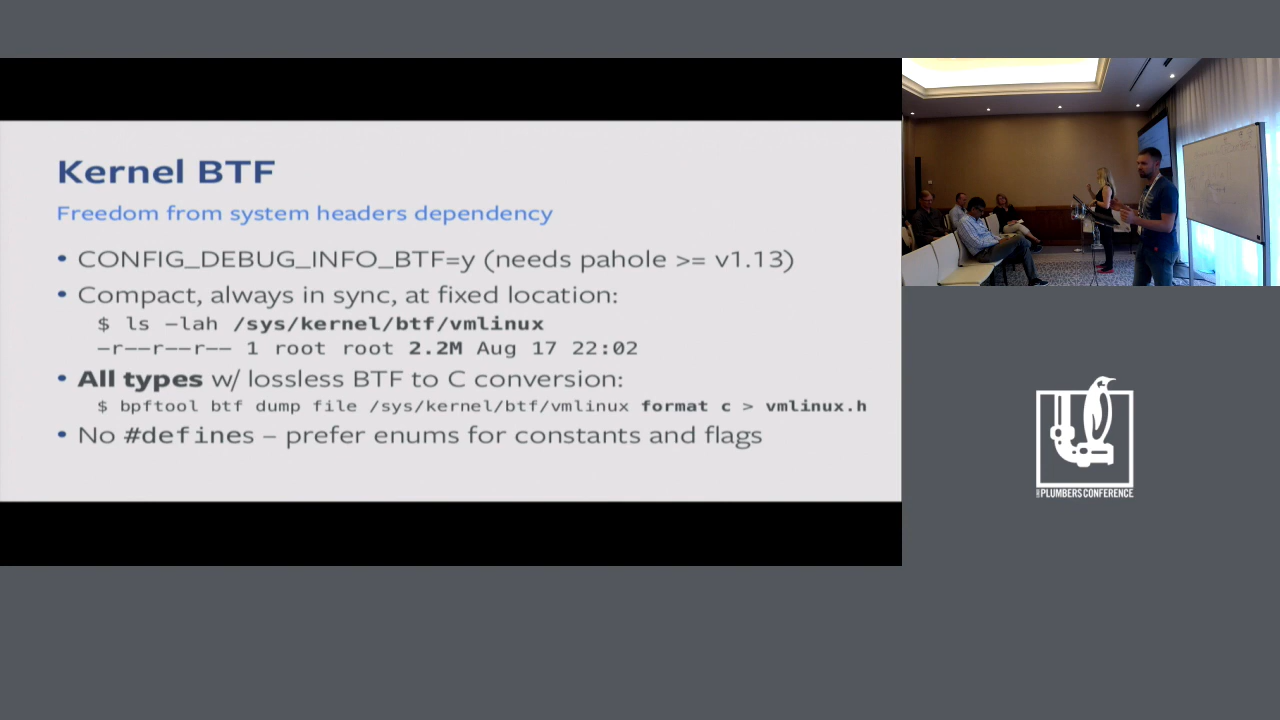 Kernel BTF
Freedom from system headers dependency
• CONFIG_DEBUG_INFO_BTF=y (needs pahole >= v1.13)
• Compact, always in sync, at fixed location:
$ ls -lah /sys/kernel/btf/vmlinux
-r--r--r-- 1 root root 2.2M Aug 17 22:02
• All types w/ lossless BTF to C conversion:
$ bpftool btf dump file /sys/kernel/btf/vmlinux format c > vmlinux.h
• No #defines – prefer enums for constants and flags
PLUMBERS CONFERENCE